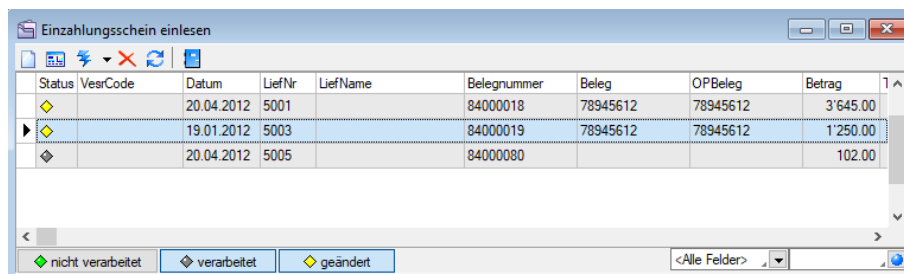 Einzahlungsschein einlesen
Status VesrCode Datum LiefNr LiefName Belegnummer Beleg OPBeleg Betrag
20.04.2012 5001 84000018 78945612 78945612 3'645.00
19.01.2012 5003 84000019 78945612 78945612 1'250.00
20.04.2012 5005 84000080 102.00
nicht verarbeitet verarbeitet geändert <Alle Felder>